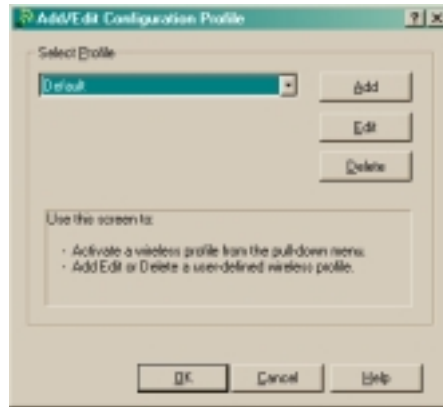 Add/Edit Configuration Profile
Select Profile
Default
Add
Edit
Delete
Use this screen to:
· Activate a wireless profile from the pull-down menu.
· Add Edit or Delete a user-defined wireless profile.
OK
Cancel
Help